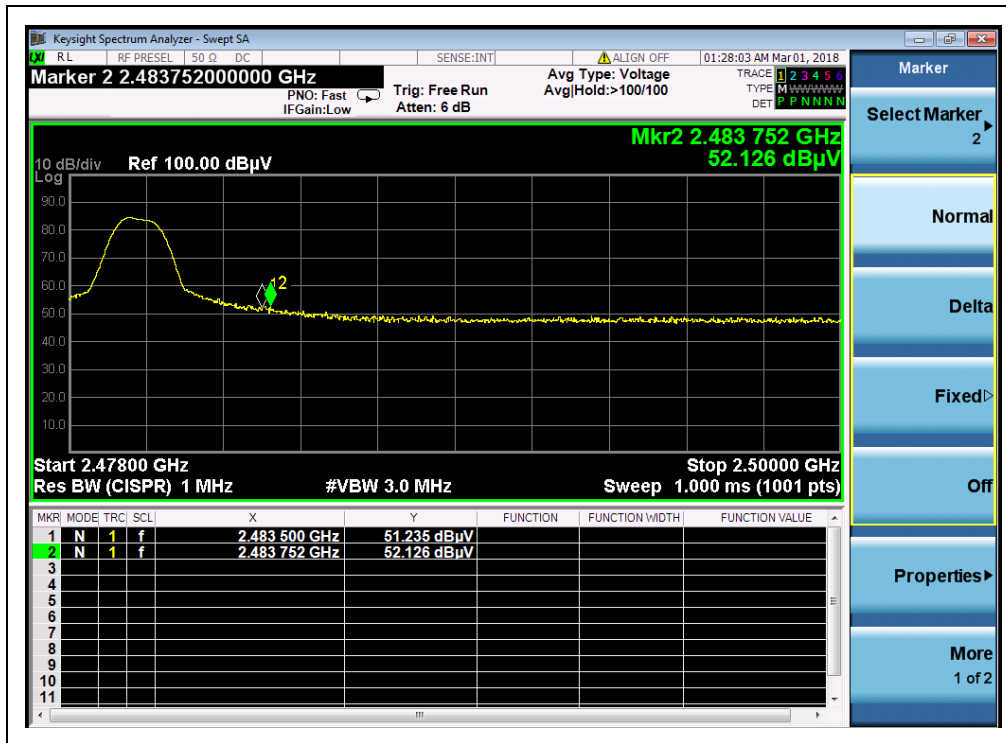 Keysight Spectrum Analyzer - Swept SA
LXI RL RF PRESEL 50 Ω DC SENSE:INT ALIGN OFF 01:28:03 AM Mar 01, 2018
Marker 2 2.483752000000 GHz
PNO: Fast
IFGain:Low
Trig: Free Run
Atten: 6 dB
Avg Type: Voltage
Avg|Hold:>100/100
TRACE 1 2 3 4 5 6
TYPE M WWWWW
DET P P N N N N
Mkr2 2.483 752 GHz
52.126 dBµV
10 dB/div Ref 100.00 dBµV
Log
90.0
80.0
70.0
60.0
50.0
40.0
30.0
20.0
10.0
1 2
Start 2.47800 GHz Stop 2.50000 GHz
Res BW (CISPR) 1 MHz #VBW 3.0 MHz Sweep 1.000 ms (1001 pts)
MKR MODE TRC SCL X Y FUNCTION FUNCTION WIDTH FUNCTION VALUE
1 N 1 f 2.483 500 GHz 51.235 dBµV
2 N 1 f 2.483 752 GHz 52.126 dBµV
3
4
5
6
7
8
9
10
11
Marker
Select Marker
2
Normal
Delta
Fixed
Off
Properties
More
1 of 2